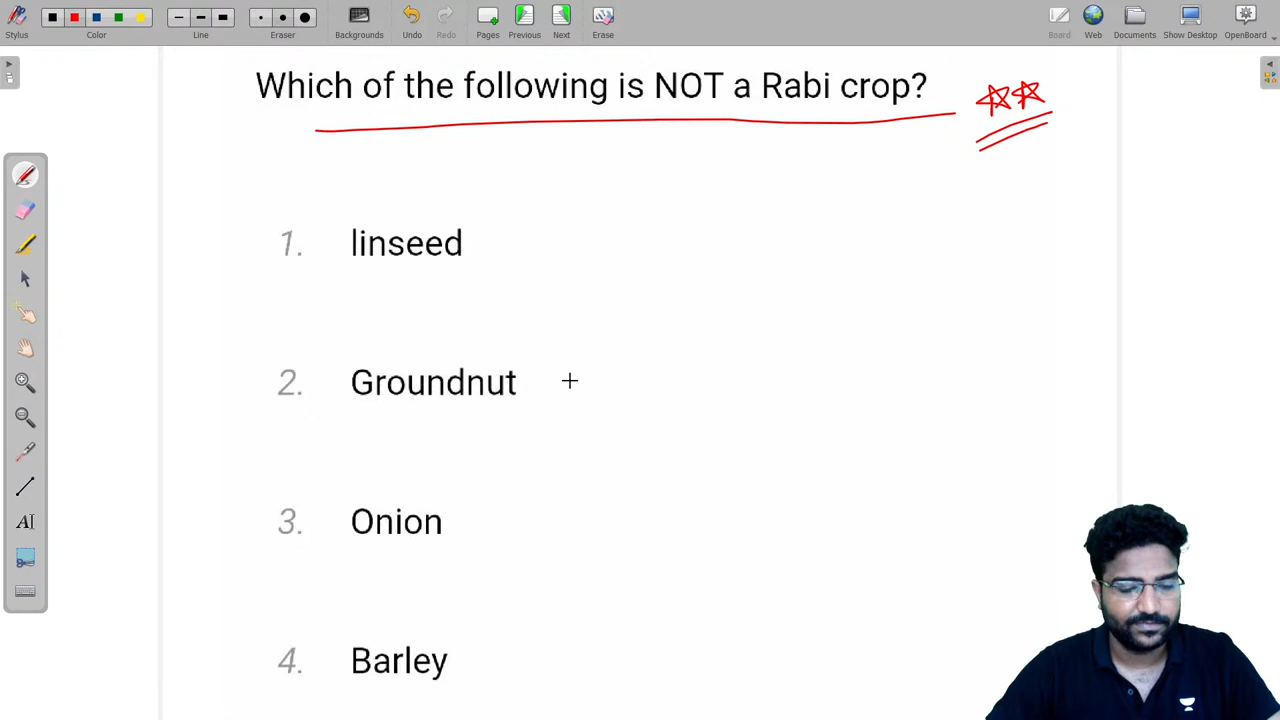 Stylus Color Line Eraser Backgrounds Undo Redo Pages Previous Next Erase Board Web Documents Show Desktop OpenBoard
Which of the following is NOT a Rabi crop?
1. linseed
2. Groundnut
3. Onion
4. Barley
AI